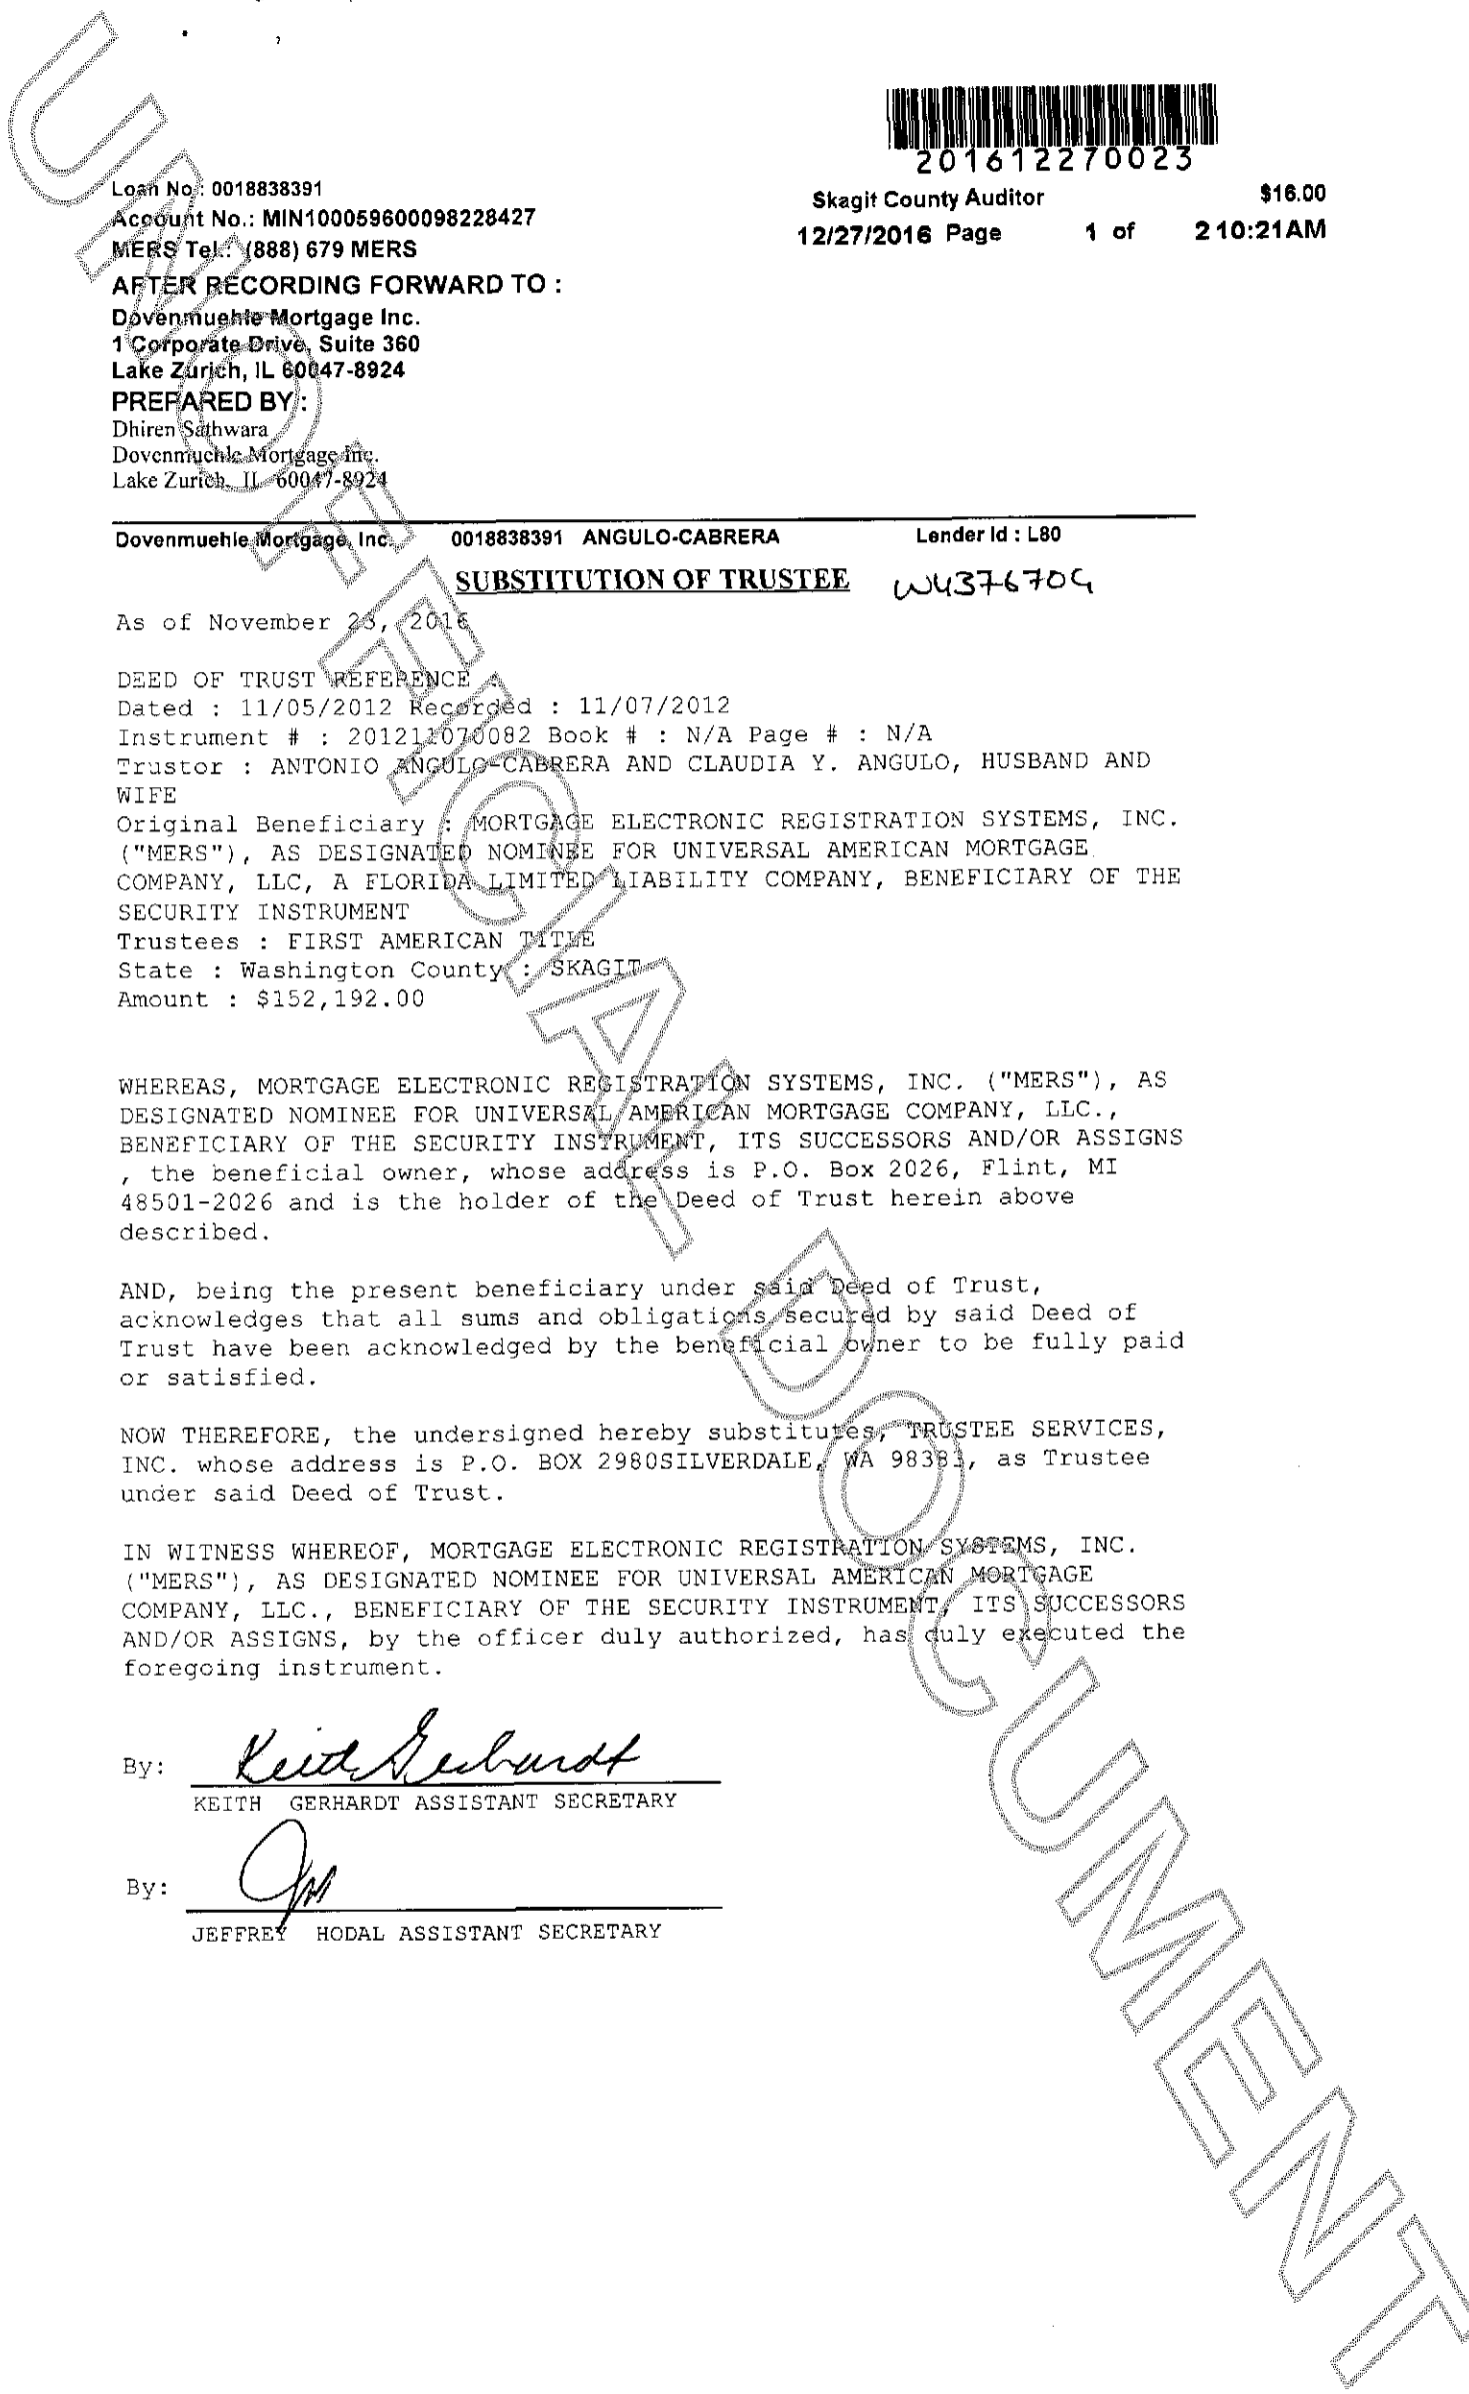 201612270023
Skagit County Auditor $16.00
12/27/2016 Page 1 of 2 10:21AM
Loan No.: 0018838391
Account No.: MIN100059600098228427
MERS Tel.: (888) 679 MERS
AFTER RECORDING FORWARD TO :
Dovenmuehle Mortgage Inc.
1 Corporate Drive, Suite 360
Lake Zurich, IL 60047-8924
PREPARED BY :
Dhiren Sathwara
Dovenmuehle Mortgage Inc.
Lake Zurich, IL 60047-8924
Dovenmuehle Mortgage, Inc. 0018838391 ANGULO-CABRERA Lender Id : L80
SUBSTITUTION OF TRUSTEE
As of November 23, 2016
DEED OF TRUST REFERENCE :
Dated : 11/05/2012 Recorded : 11/07/2012
Instrument # : 201211070082 Book # : N/A Page # : N/A
Trustor : ANTONIO ANGULO-CABRERA AND CLAUDIA Y. ANGULO, HUSBAND AND
WIFE
Original Beneficiary : MORTGAGE ELECTRONIC REGISTRATION SYSTEMS, INC.
("MERS"), AS DESIGNATED NOMINEE FOR UNIVERSAL AMERICAN MORTGAGE
COMPANY, LLC, A FLORIDA LIMITED LIABILITY COMPANY, BENEFICIARY OF THE
SECURITY INSTRUMENT
Trustees : FIRST AMERICAN TITLE
State : Washington County : SKAGIT
Amount : $152,192.00
WHEREAS, MORTGAGE ELECTRONIC REGISTRATION SYSTEMS, INC. ("MERS"), AS
DESIGNATED NOMINEE FOR UNIVERSAL AMERICAN MORTGAGE COMPANY, LLC.,
BENEFICIARY OF THE SECURITY INSTRUMENT, ITS SUCCESSORS AND/OR ASSIGNS
, the beneficial owner, whose address is P.O. Box 2026, Flint, MI
48501-2026 and is the holder of the Deed of Trust herein above
described.
AND, being the present beneficiary under said Deed of Trust,
acknowledges that all sums and obligations secured by said Deed of
Trust have been acknowledged by the beneficial owner to be fully paid
or satisfied.
NOW THEREFORE, the undersigned hereby substitutes, TRUSTEE SERVICES,
INC. whose address is P.O. BOX 2980SILVERDALE, WA 98383, as Trustee
under said Deed of Trust.
IN WITNESS WHEREOF, MORTGAGE ELECTRONIC REGISTRATION SYSTEMS, INC.
("MERS"), AS DESIGNATED NOMINEE FOR UNIVERSAL AMERICAN MORTGAGE
COMPANY, LLC., BENEFICIARY OF THE SECURITY INSTRUMENT, ITS SUCCESSORS
AND/OR ASSIGNS, by the officer duly authorized, has duly executed the
foregoing instrument.
By: Keith Gerhardt
KEITH GERHARDT ASSISTANT SECRETARY
By:
JEFFREY HODAL ASSISTANT SECRETARY
UNOFFICIAL DOCUMENT